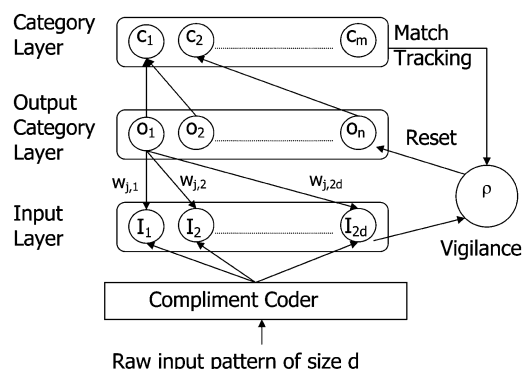 Category
Layer
C1 C2 Cm
Match
Tracking
Output
Category
Layer
O1 O2 On
Reset
wj,1 wj,2 wj,2d
ρ
Input
Layer
I1 I2 I2d
Vigilance
Compliment Coder
Raw input pattern of size d